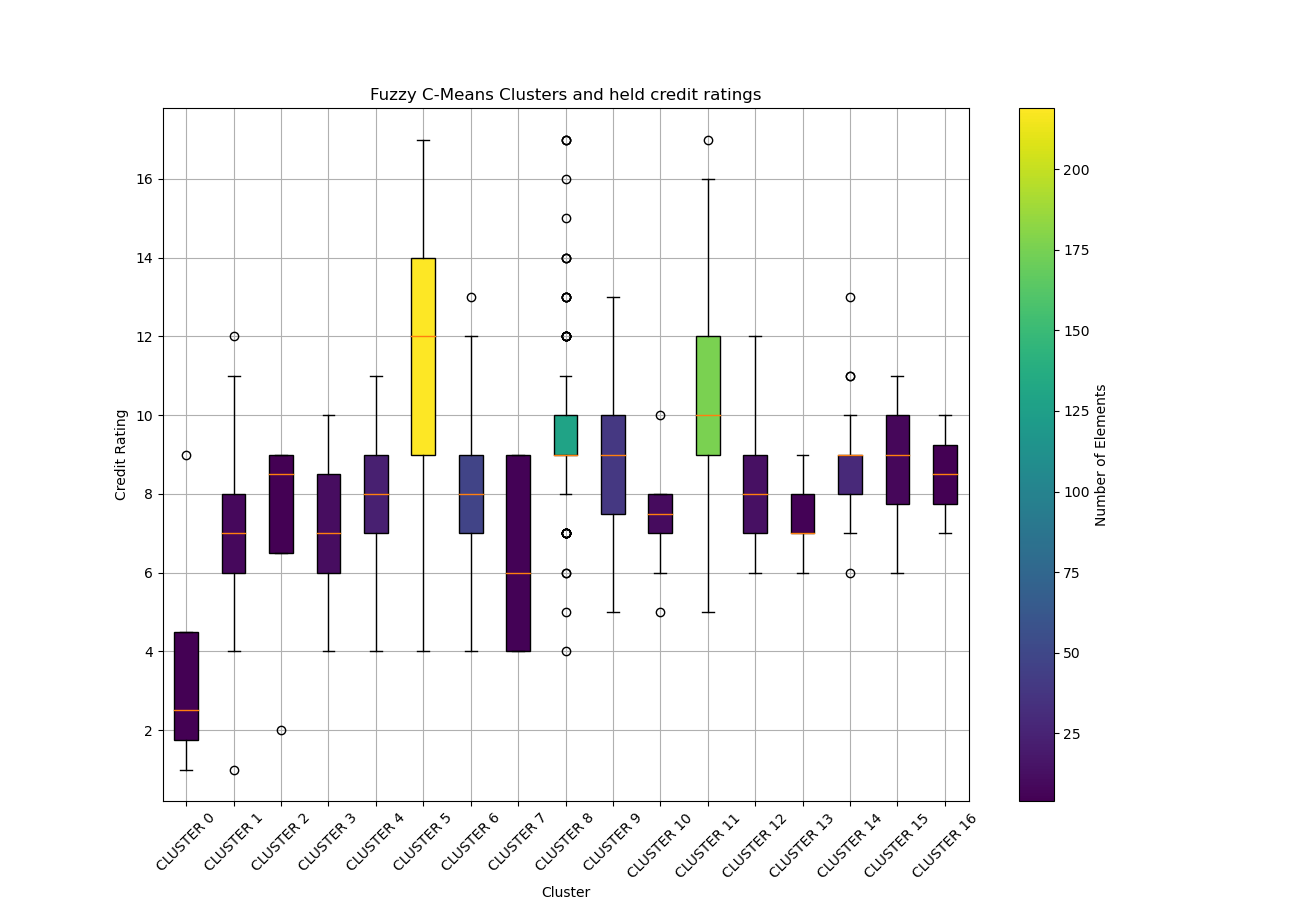 Fuzzy C-Means Clusters and held credit ratings
Credit Rating
16
14
12
10
8
6
4
2
CLUSTER 0
CLUSTER 1
CLUSTER 2
CLUSTER 3
CLUSTER 4
CLUSTER 5
CLUSTER 6
CLUSTER 7
CLUSTER 8
CLUSTER 9
CLUSTER 10
CLUSTER 11
CLUSTER 12
CLUSTER 13
CLUSTER 14
CLUSTER 15
CLUSTER 16
Cluster
200
175
150
125
100
75
50
25
Number of Elements